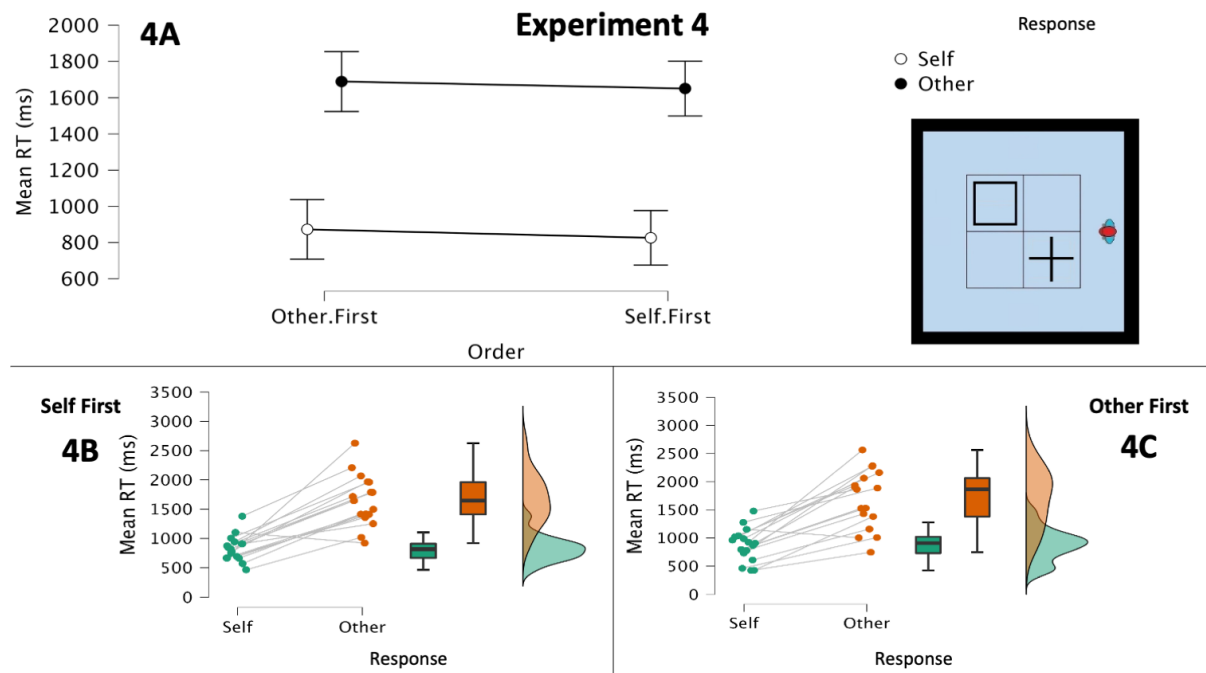 Experiment 4
4A
Response
Self
Other
Mean RT (ms)
2000
1800
1600
1400
1200
1000
800
600
Other.First
Self.First
Order
Self First
4B
Mean RT (ms)
3500
3000
2500
2000
1500
1000
500
0
Self
Other
Response
Other First
4C
Mean RT (ms)
3500
3000
2500
2000
1500
1000
500
0
Self
Other
Response